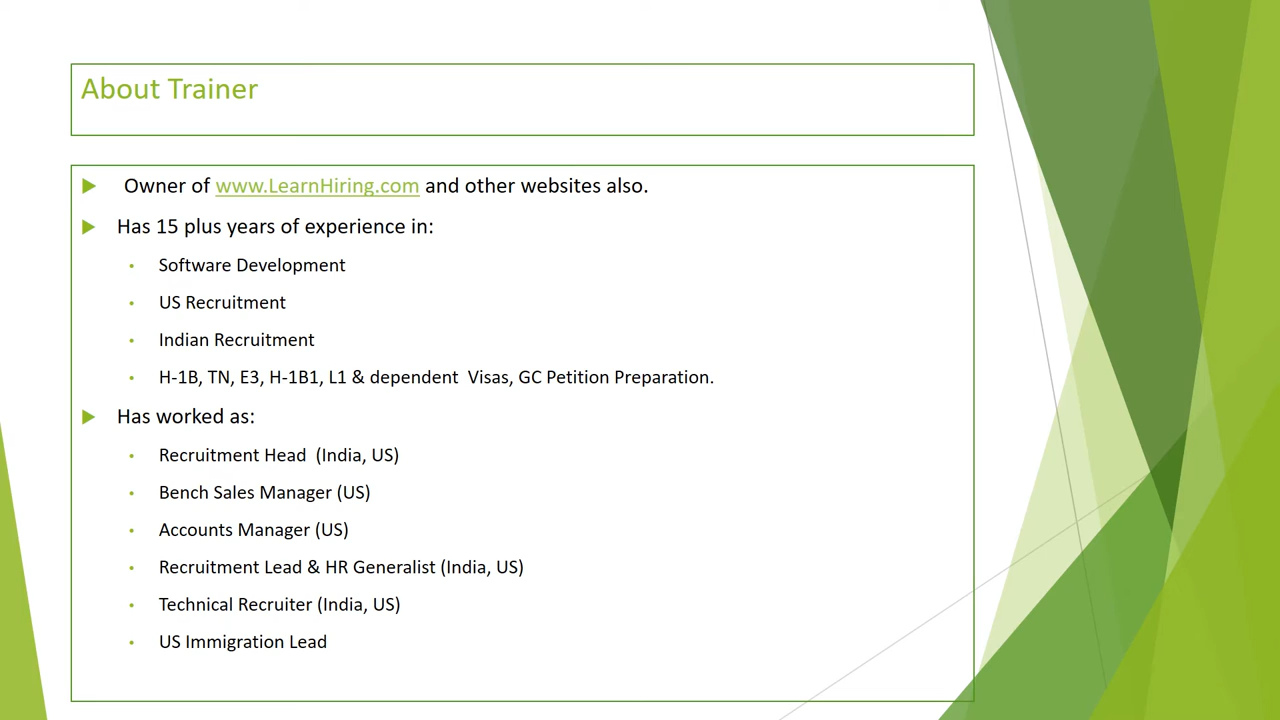 About Trainer
Owner of www.LearnHiring.com and other websites also.
Has 15 plus years of experience in:
Software Development
US Recruitment
Indian Recruitment
H-1B, TN, E3, H-1B1, L1 & dependent  Visas, GC Petition Preparation.
Has worked as:
Recruitment Head  (India, US)
Bench Sales Manager (US)
Accounts Manager (US)
Recruitment Lead & HR Generalist (India, US)
Technical Recruiter (India, US)
US Immigration Lead